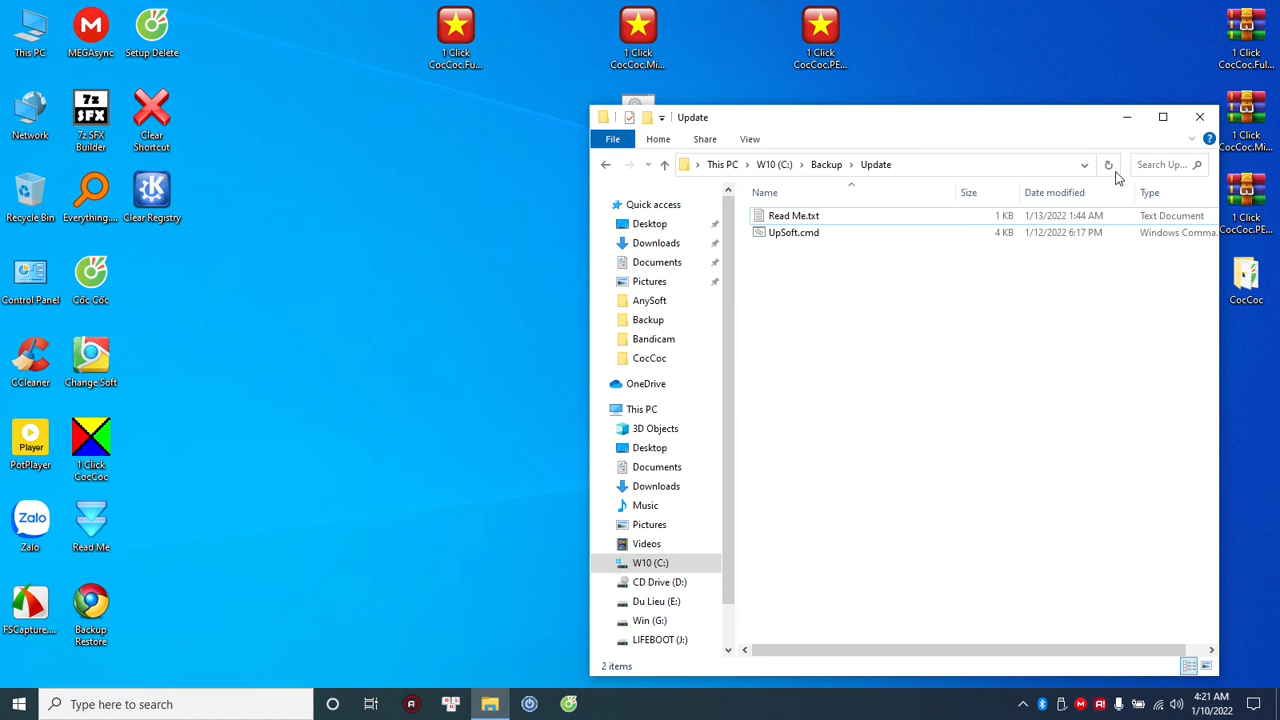 This PC
MEGAsync
Setup Delete
1 Click
CocCoc.Fu...
1 Click
CocCoc.Mi...
1 Click
CocCoc.PE...
1 Click
CocCoc.Ful...
Network
7z SFX
Builder
Clear
Shortcut
1 Click
CocCoc.Mi...
Recycle Bin
Everything...
Clear Registry
1 Click
CocCoc.PE...
Control Panel
Cốc Cốc
CocCoc
CCleaner
Change Soft
Player
PotPlayer
1 Click
CocCoc
Zalo
Zalo
Read Me
FSCapture....
Backup
Restore
7z
SFX
Update
File
Home
Share
View
This PC
W10 (C:)
Backup
Update
Search Up...
Name
Size
Date modified
Type
Read Me.txt
1 KB
1/13/2022 1:44 AM
Text Document
UpSoft.cmd
4 KB
1/12/2022 6:17 PM
Windows Comma...
Quick access
Desktop
Downloads
Documents
Pictures
AnySoft
Backup
Bandicam
CocCoc
OneDrive
This PC
3D Objects
Desktop
Documents
Downloads
Music
Pictures
Videos
W10 (C:)
CD Drive (D:)
Du Lieu (E:)
Win (G:)
LIFEBOOT (J:)
2 items
Type here to search
4:21 AM
1/10/2022